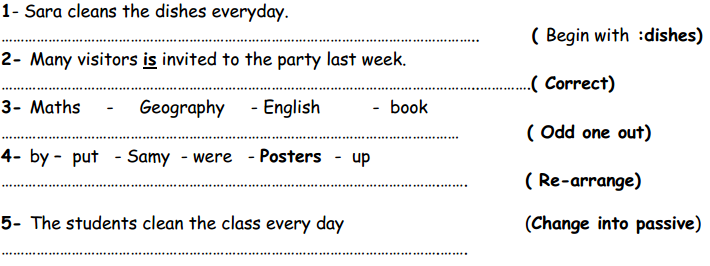 1- Sara cleans the dishes everyday.
…………………………………………………………………………………………….. ( Begin with :dishes)
2- Many visitors is invited to the party last week.
……………………………………………………………………………………………..………….( Correct)
3- Maths - Geography - English - book
………………………………………………………………………………………… ( Odd one out)
4- by – put - Samy - were - Posters - up
…………………………………………………………………………………….……. ( Re-arrange)
5- The students clean the class every day (Change into passive)
…………………………………………………………………………………….…….